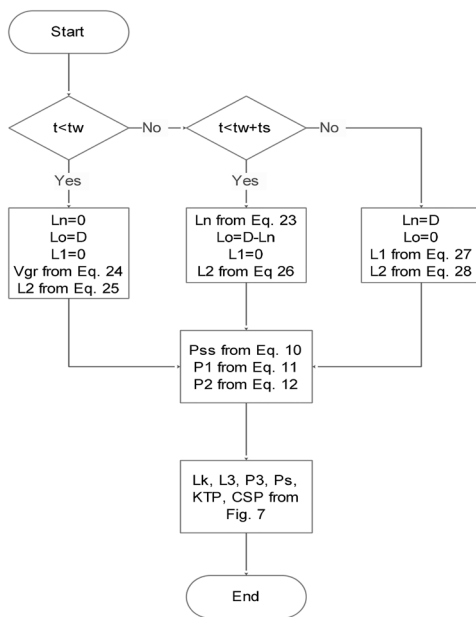 Start
t<tw
No
t<tw+ts
No
Yes
Yes
Ln=0
Lo=D
L1=0
Vgr from Eq. 24
L2 from Eq. 25
Ln from Eq. 23
Lo=D-Ln
L1=0
L2 from Eq 26
Ln=D
Lo=0
L1 from Eq. 27
L2 from Eq. 28
Pss from Eq. 10
P1 from Eq. 11
P2 from Eq. 12
Lk, L3, P3, Ps,
KTP, CSP from
Fig. 7
End